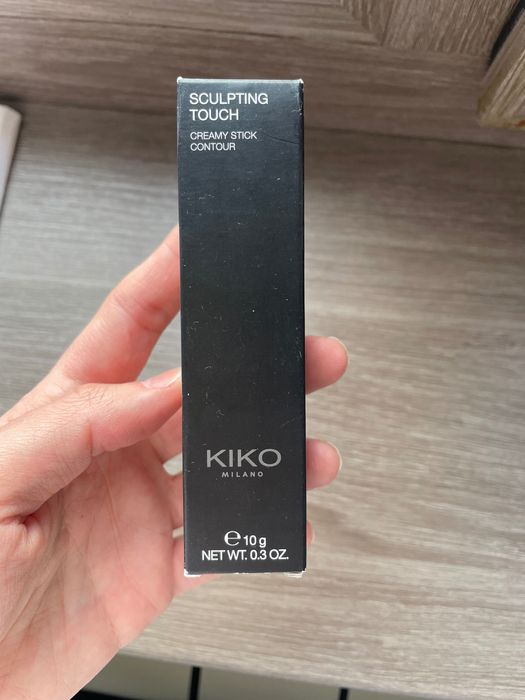 SCULPTING
TOUCH
CREAMY STICK
CONTOUR
KIKO
MILANO
℮ 10 g
NET WT. 0.3 OZ.